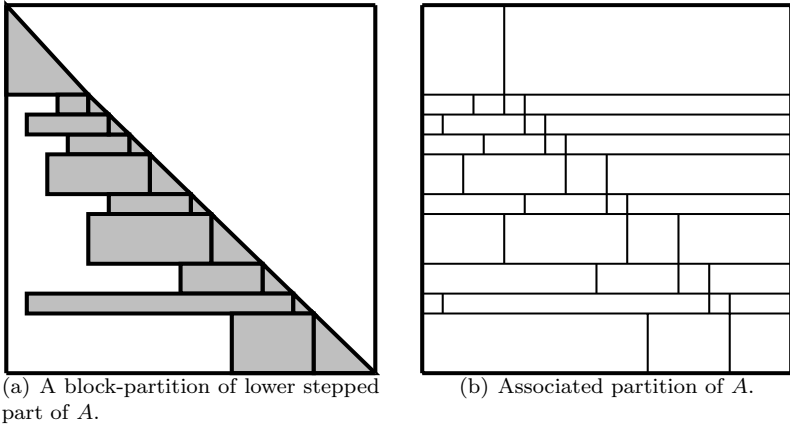 (a) A block-partition of lower stepped
part of A.
(b) Associated partition of A.